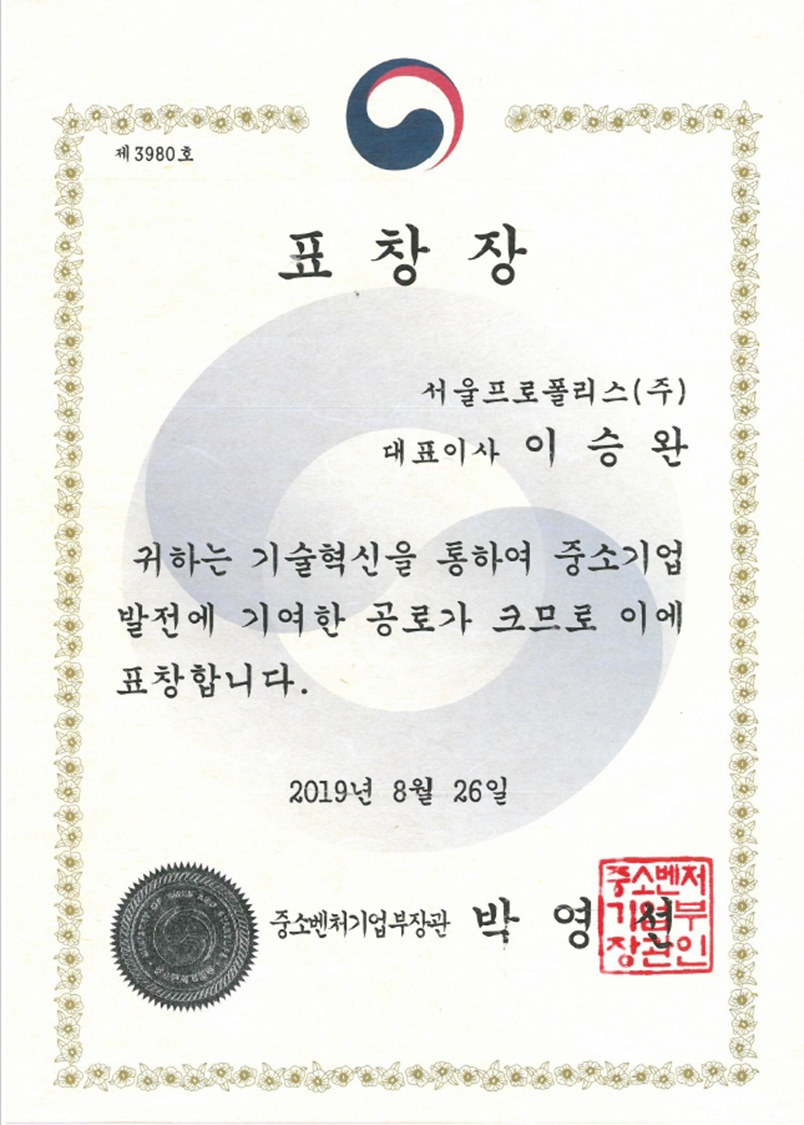 제3980호
표 창 장
서울프로폴리스(주)
대표이사 이 승 완
귀하는 기술혁신을 통하여 중소기업
발전에 기여한 공로가 크므로 이에
표창합니다.
2019년 8월 26일
중소벤처기업부장관 박 영 선
중소벤처
기업부
장관인